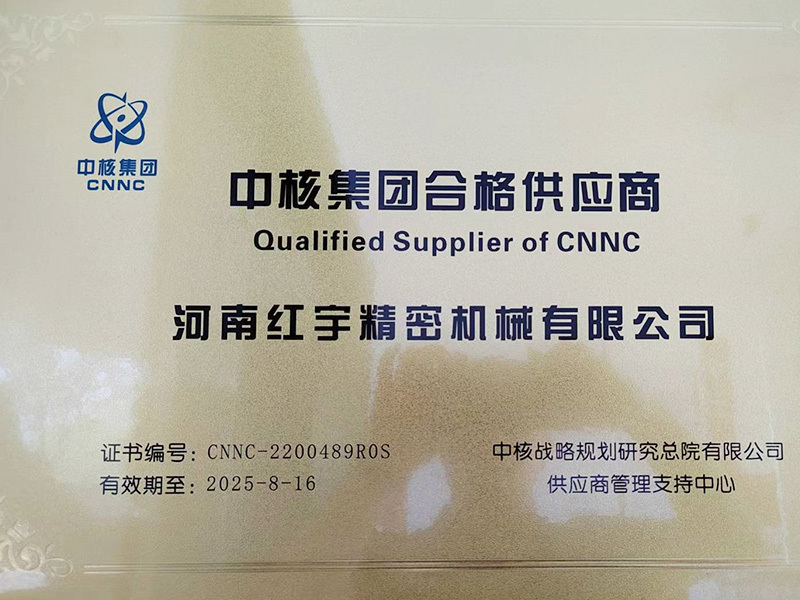 中核集团
CNNC
中核集团合格供应商
Qualified Supplier of CNNC
河南红宇精密机械有限公司
证书编号: CNNC-2200489R0S
有效期至: 2025-8-16
中核战略规划研究总院有限公司
供应商管理支持中心